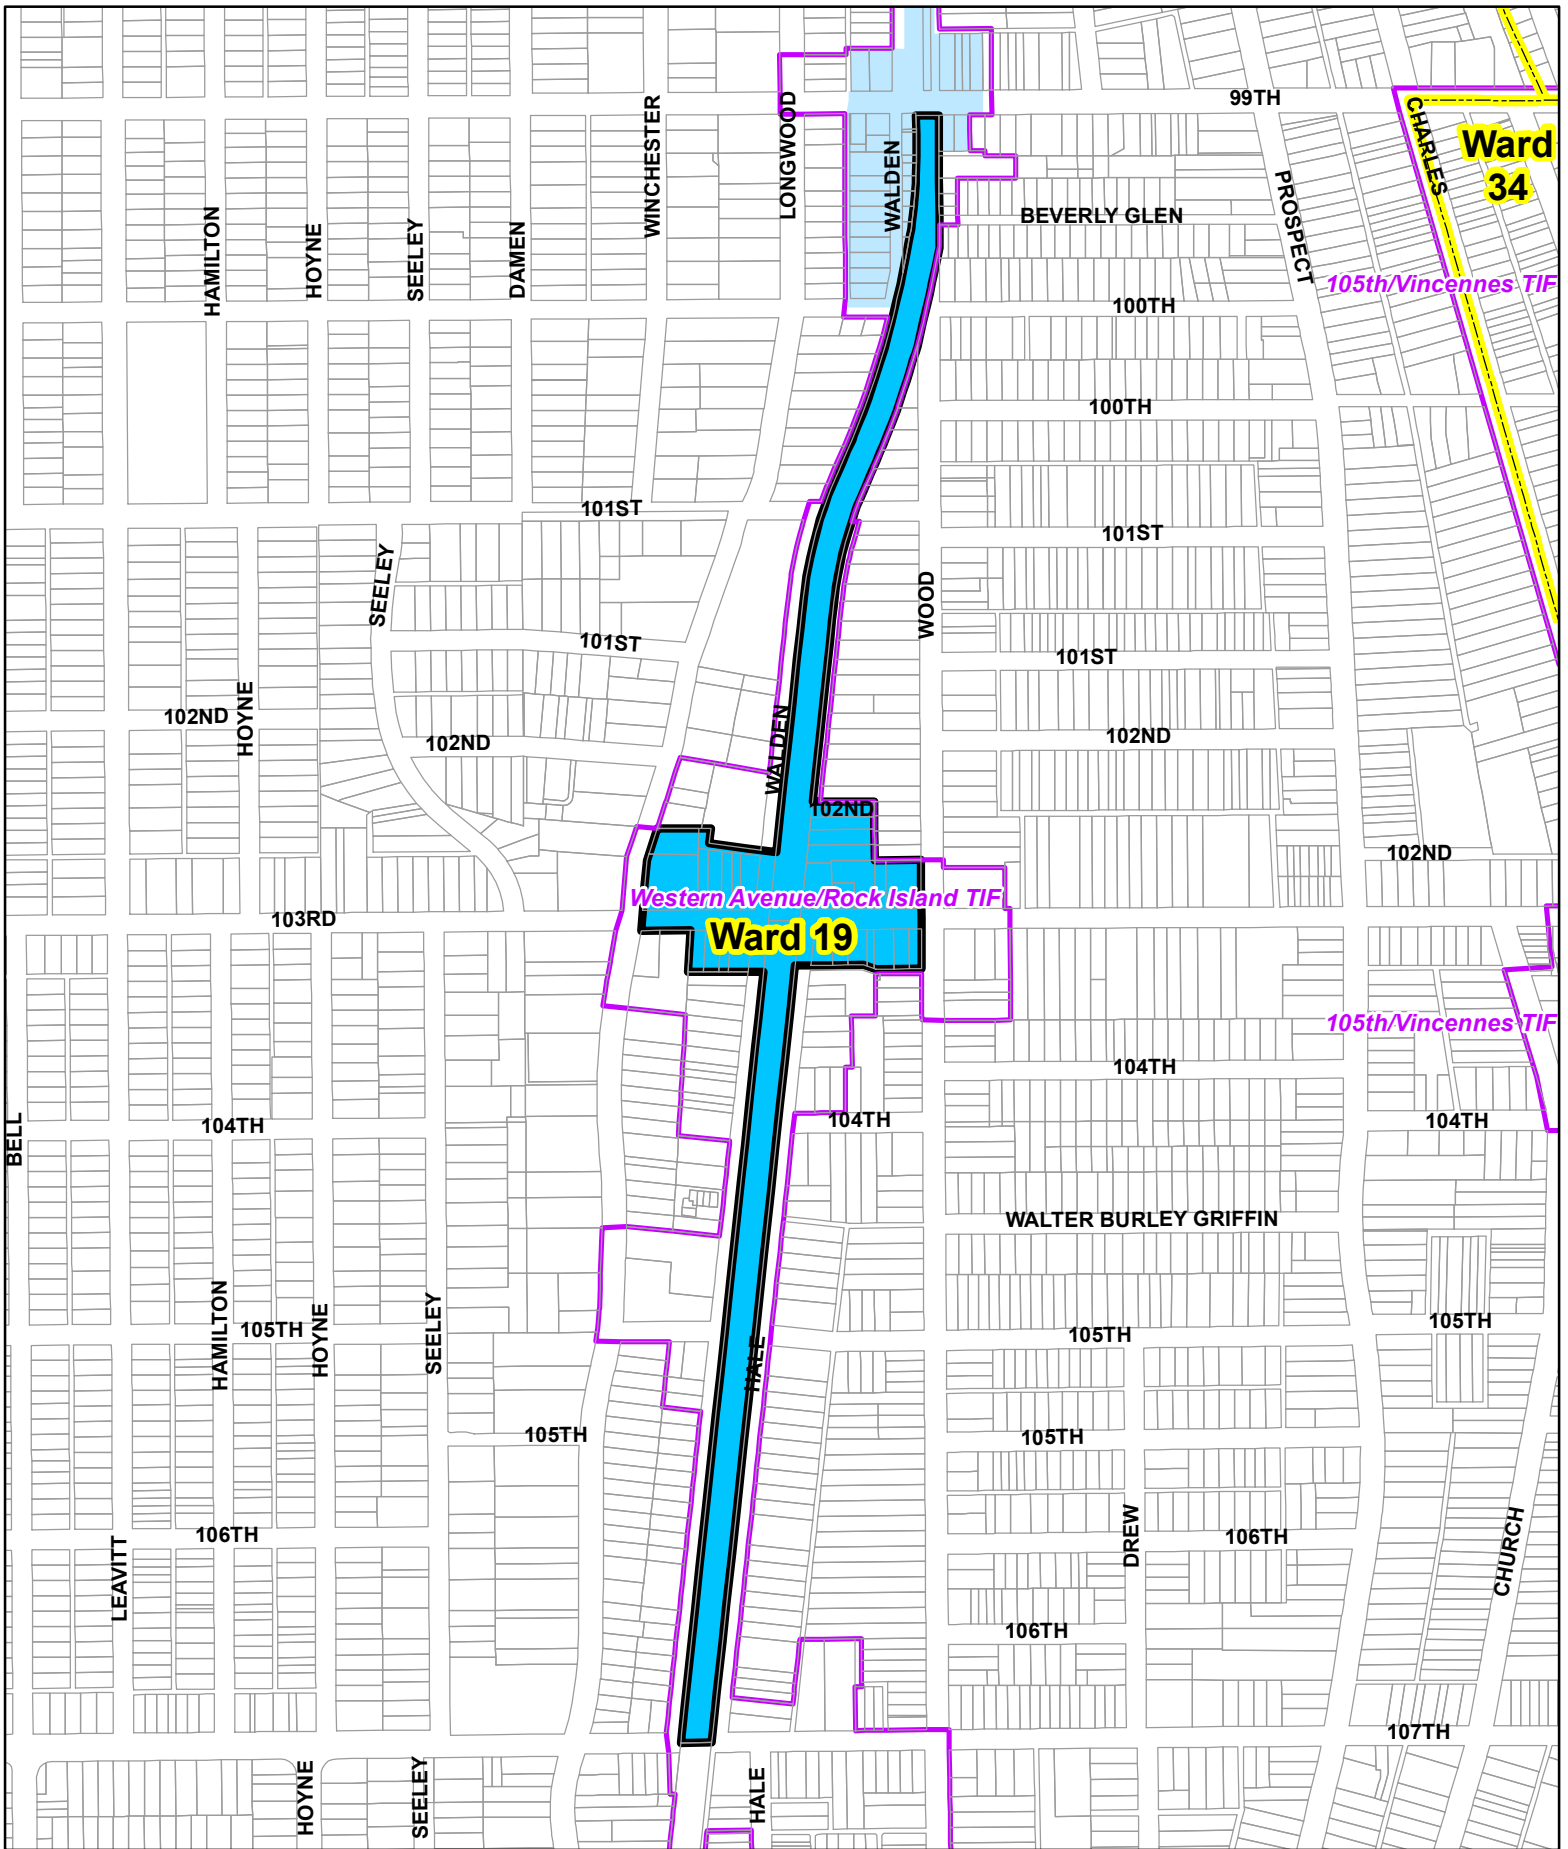 99TH
CHARLES
Ward
34
LONGWOOD
WINCHESTER
WALDEN
PROSPECT
HAMILTON
HOYNE
SEELEY
DAMEN
BEVERLY GLEN
105th/Vincennes TIF
100TH
100TH
101ST
101ST
SEELEY
WOOD
101ST
101ST
HOYNE
102ND
WALDEN
102ND
102ND
102ND
102ND
Western Avenue/Rock Island TIF
103RD
Ward 19
105th/Vincennes TIF
104TH
BELL
104TH
104TH
104TH
WALTER BURLEY GRIFFIN
HAMILTON
105TH
HOYNE
SEELEY
HALE
105TH
105TH
105TH
105TH
LEAVITT
106TH
DREW
106TH
CHURCH
106TH
107TH
HOYNE
SEELEY
HALE